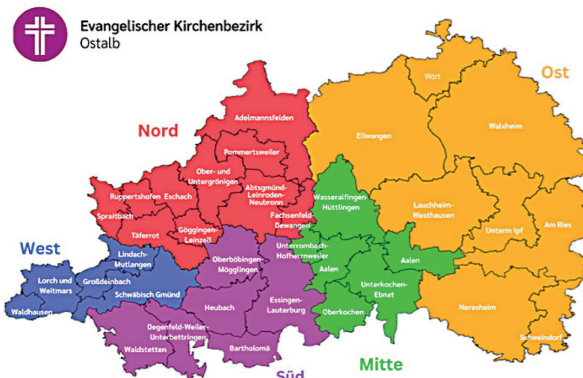 Evangelischer Kirchenbezirk
Ostalb
Nord
Ost
West
Mitte
Süd
Adelmannsfelden
Pommertsweiler
Ober- und
Untergröningen
Abtsgmünd-
Leinroden-
Neubronn
Ruppertshofen
Eschach
Spraitbach
Täferrot
Göggingen-
Leinzell
Fachsenfeld-
Dewangen
Wört
Ellwangen
Walxheim
Lauchheim-
Westhausen
Unterm Ipf
Am Ries
Neresheim
Schweindorf
Wasseralfingen-
Hüttlingen
Unterrombach-
Hofherrnweiler
Aalen
Aalen
Unterkochen-
Ebnat
Oberkochen
Lindach-
Mutlangen
Lorch und
Weitmars
Großdeinbach
Waldhausen
Schwäbisch Gmünd
Oberböbingen-
Mögglingen
Heubach
Essingen-
Lauterburg
Degenfeld-Weiler-
Unterbettringen
Waldstetten
Bartholomä